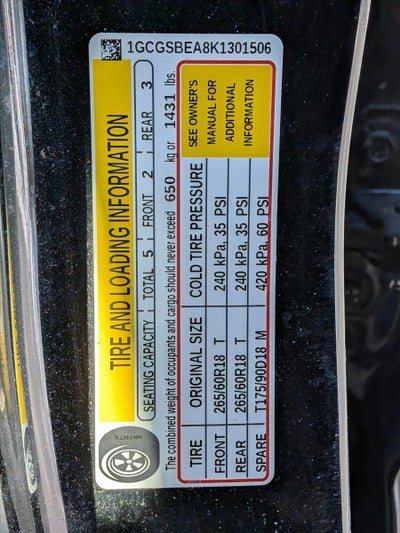 1GCGSBEA8K1301506
K1301506
TIRE AND LOADING INFORMATION
SEATING CAPACITY TOTAL 5 FRONT 2 REAR 3
The combined weight of occupants and cargo should never exceed 650 kg or 1431 lbs.
TIRE ORIGINAL SIZE COLD TIRE PRESSURE SEE OWNER'S
FRONT 265/60R18 T 240 kPa, 35 PSI MANUAL FOR
REAR 265/60R18 T 240 kPa, 35 PSI ADDITIONAL
SPARE T175/90D18 M 420 kPa, 60 PSI INFORMATION